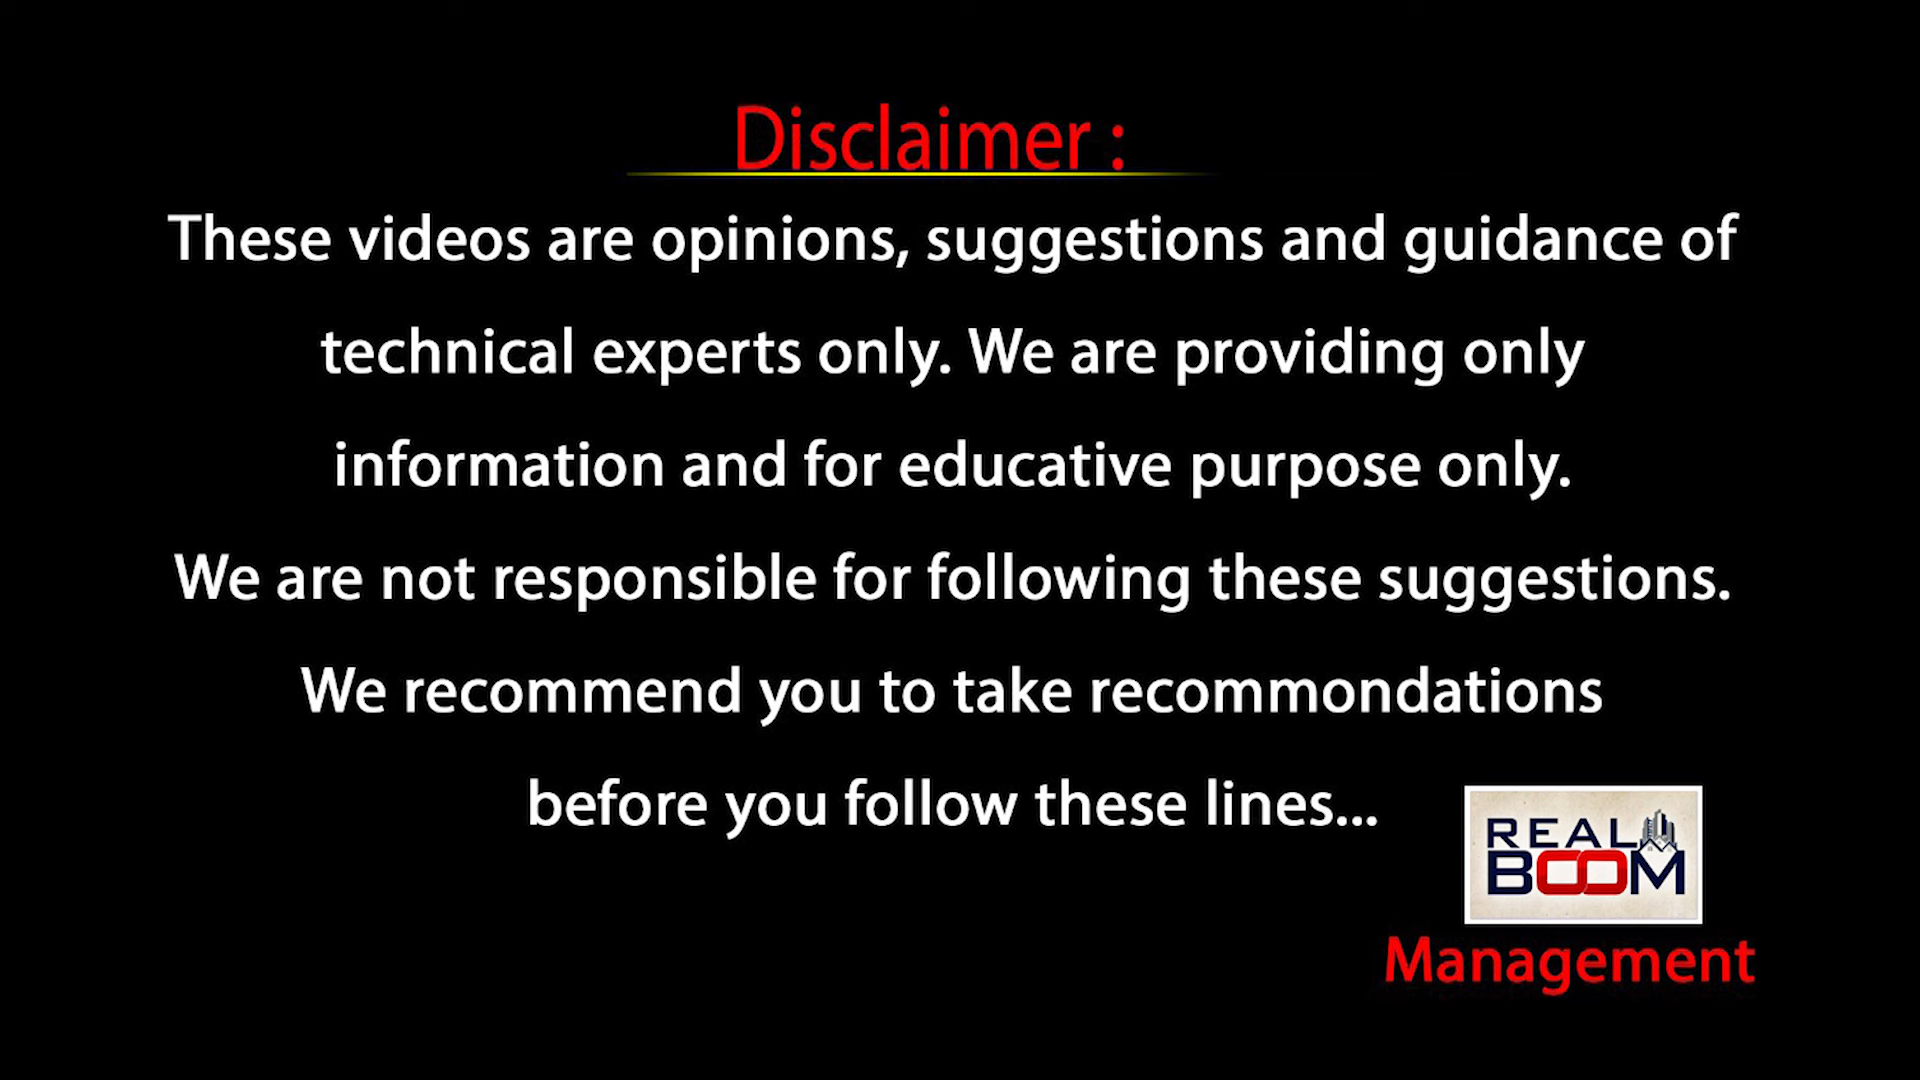 Disclaimer :
These videos are opinions, suggestions and guidance of
technical experts only. We are providing only
information and for educative purpose only.
We are not responsible for following these suggestions.
We recommend you to take recommondations
before you follow these lines...
REAL
BOOM
Management